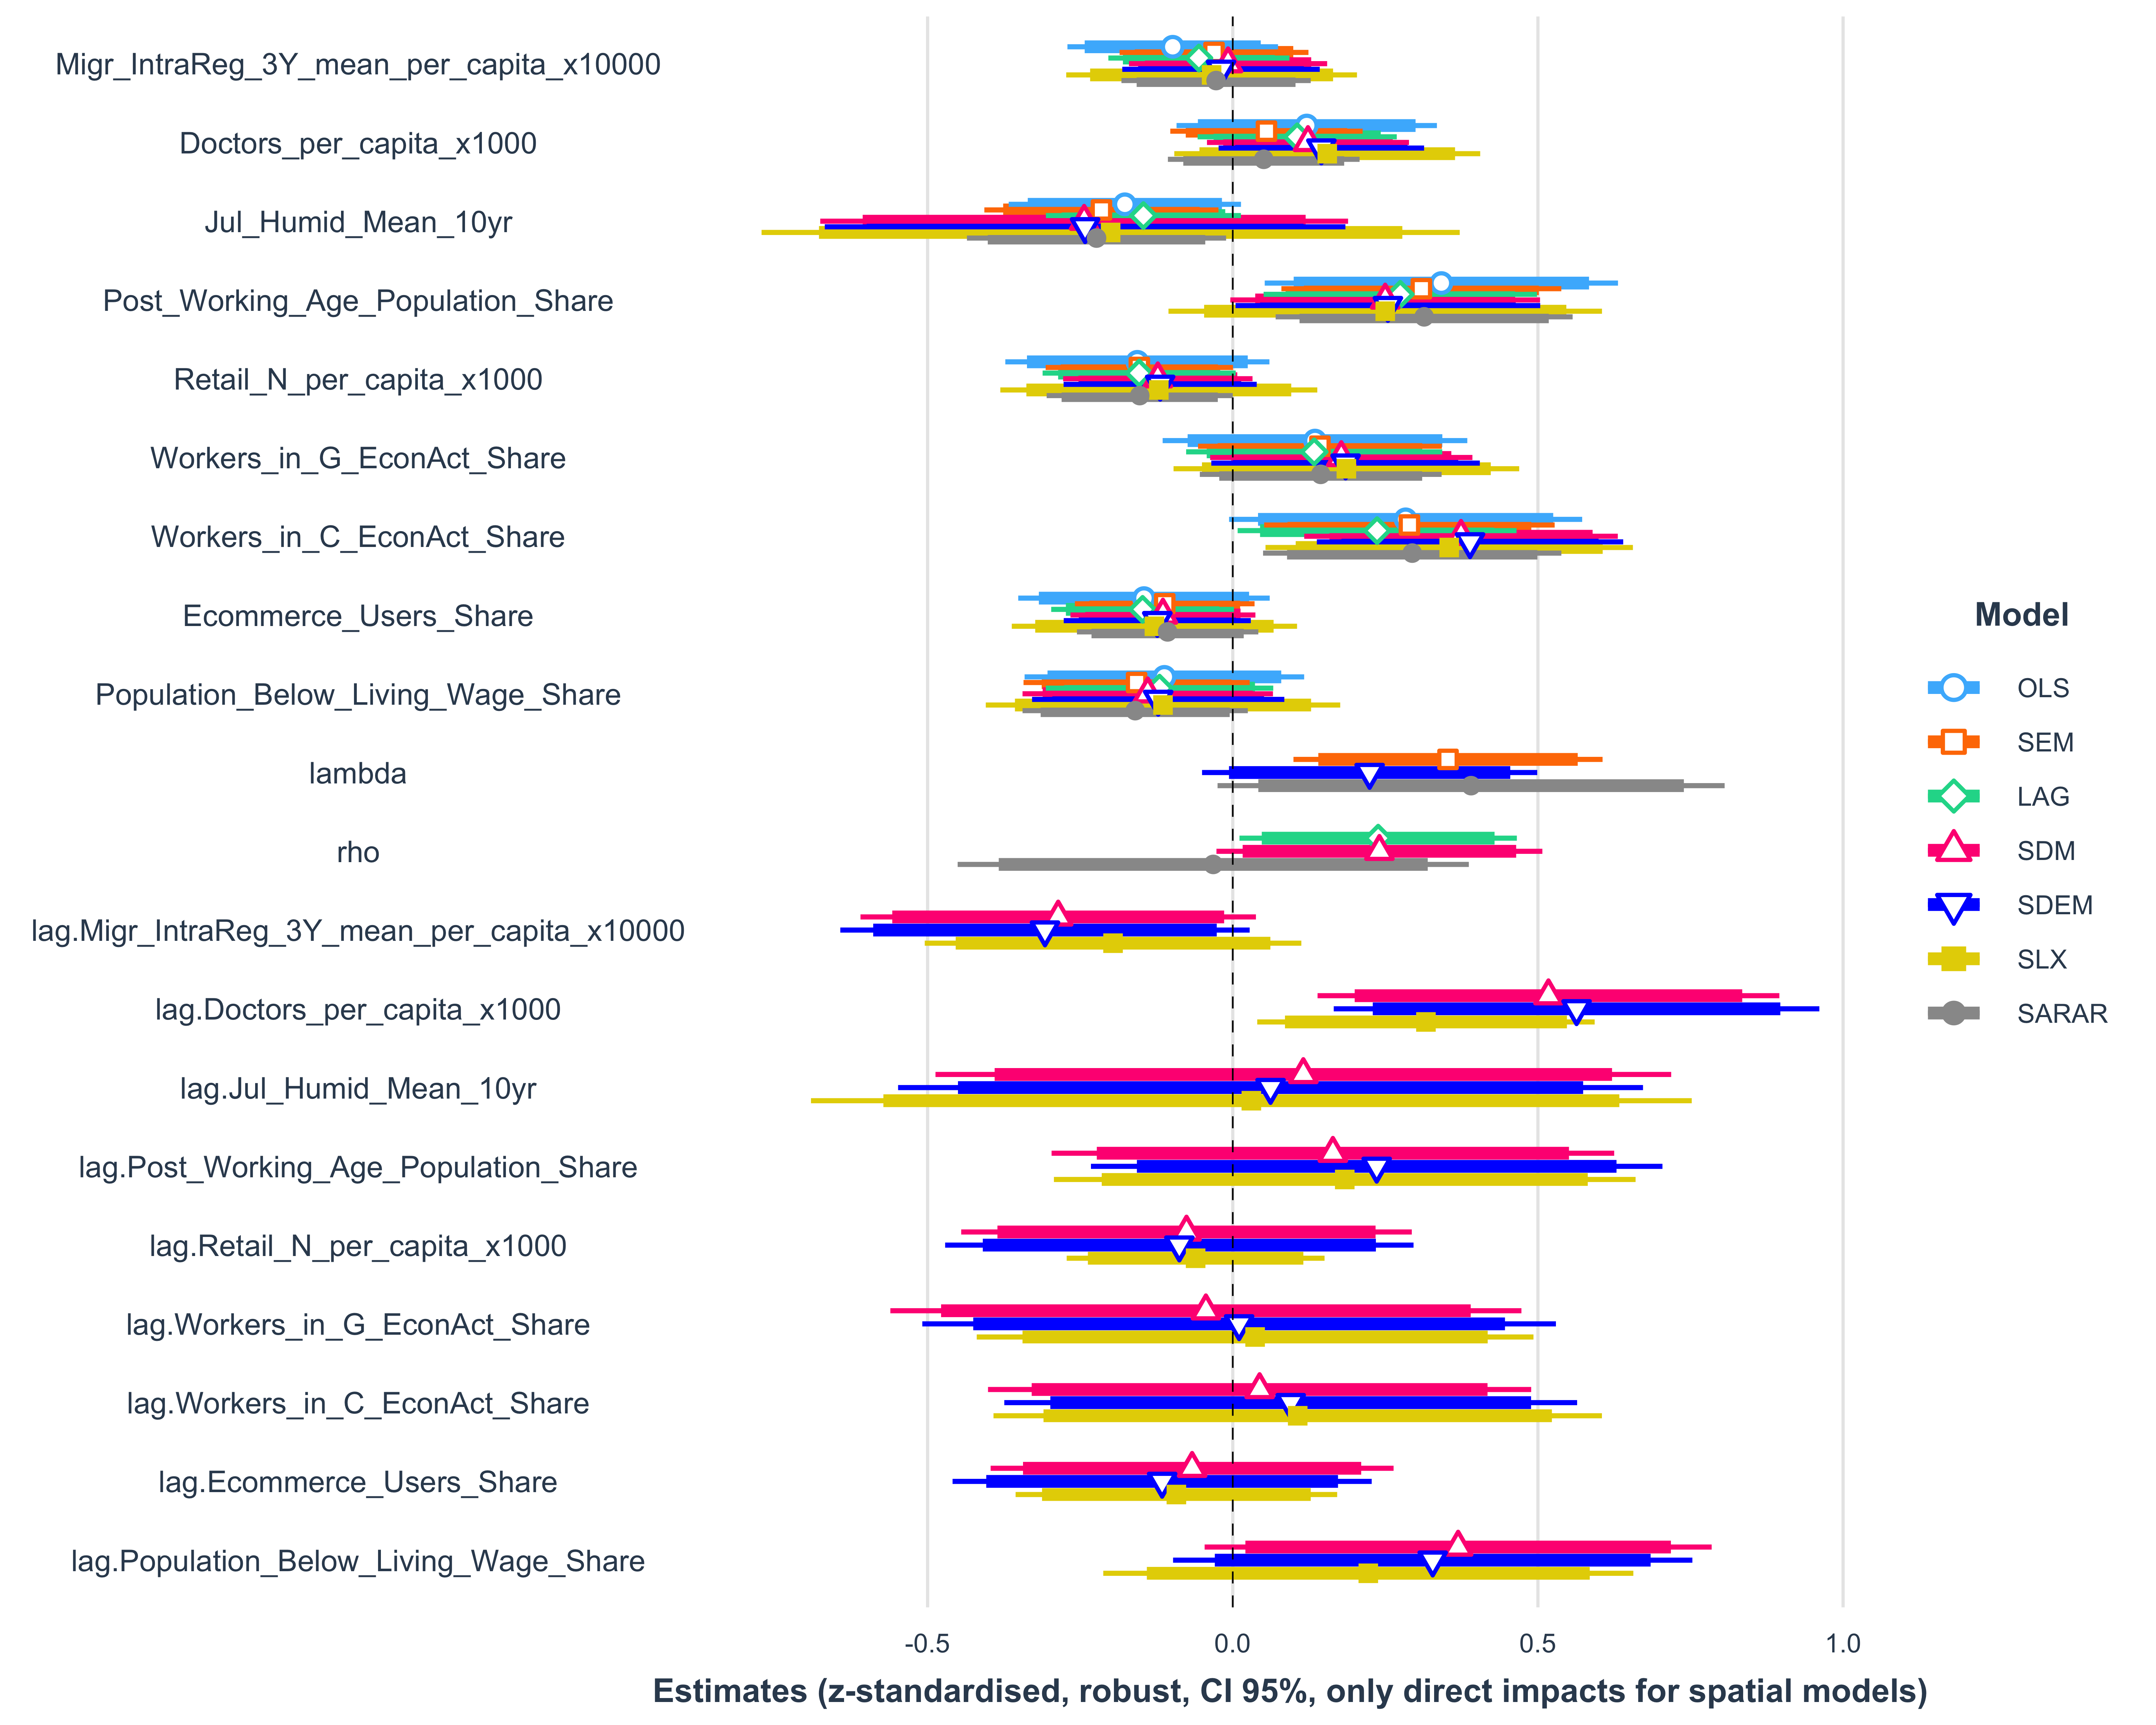 Migr_IntraReg_3Y_mean_per_capita_x10000
Doctors_per_capita_x1000
Jul_Humid_Mean_10yr
Post_Working_Age_Population_Share
Retail_N_per_capita_x1000
Workers_in_G_EconAct_Share
Workers_in_C_EconAct_Share
Ecommerce_Users_Share
Population_Below_Living_Wage_Share
lambda
rho
lag.Migr_IntraReg_3Y_mean_per_capita_x10000
lag.Doctors_per_capita_x1000
lag.Jul_Humid_Mean_10yr
lag.Post_Working_Age_Population_Share
lag.Retail_N_per_capita_x1000
lag.Workers_in_G_EconAct_Share
lag.Workers_in_C_EconAct_Share
lag.Ecommerce_Users_Share
lag.Population_Below_Living_Wage_Share
-0.5 0.0 0.5 1.0
Estimates (z-standardised, robust, CI 95%, only direct impacts for spatial models)
Model
OLS
SEM
LAG
SDM
SDEM
SLX
SARAR